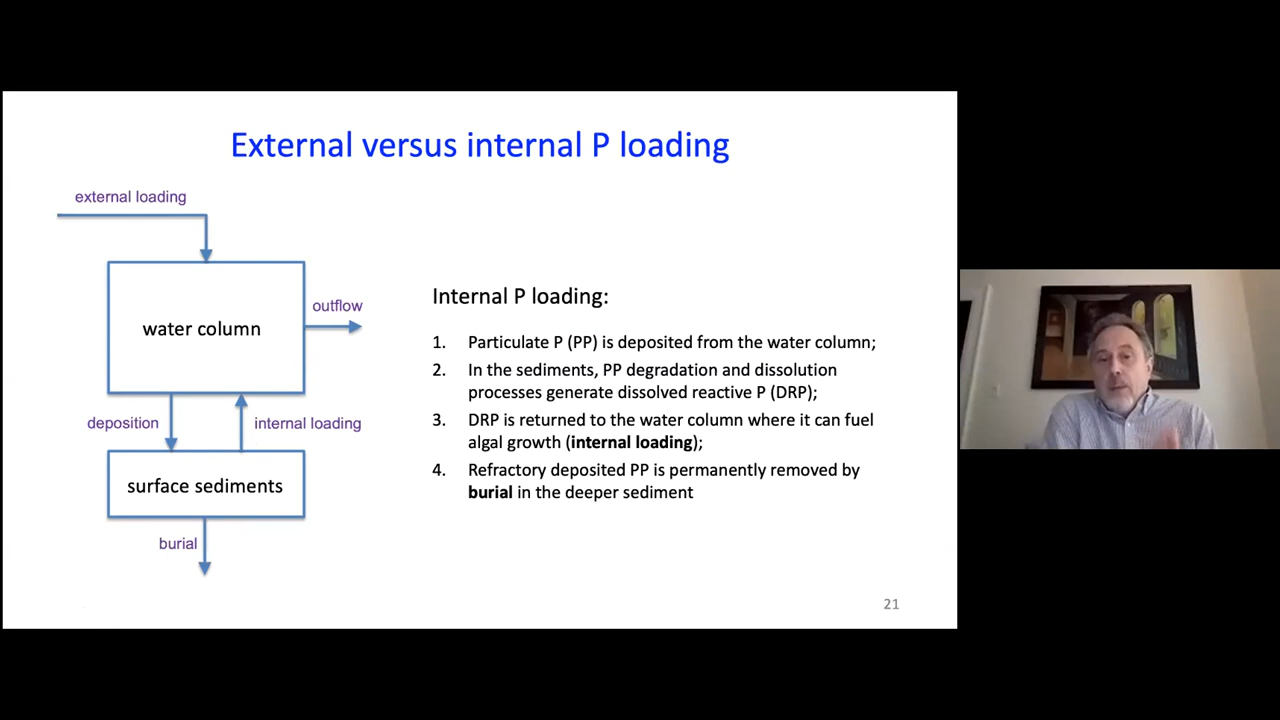 External versus internal P loading
external loading
water column
outflow
deposition
internal loading
surface sediments
burial
Internal P loading:
1. Particulate P (PP) is deposited from the water column;
2. In the sediments, PP degradation and dissolution
processes generate dissolved reactive P (DRP);
3. DRP is returned to the water column where it can fuel
algal growth (internal loading);
4. Refractory deposited PP is permanently removed by
burial in the deeper sediment
21